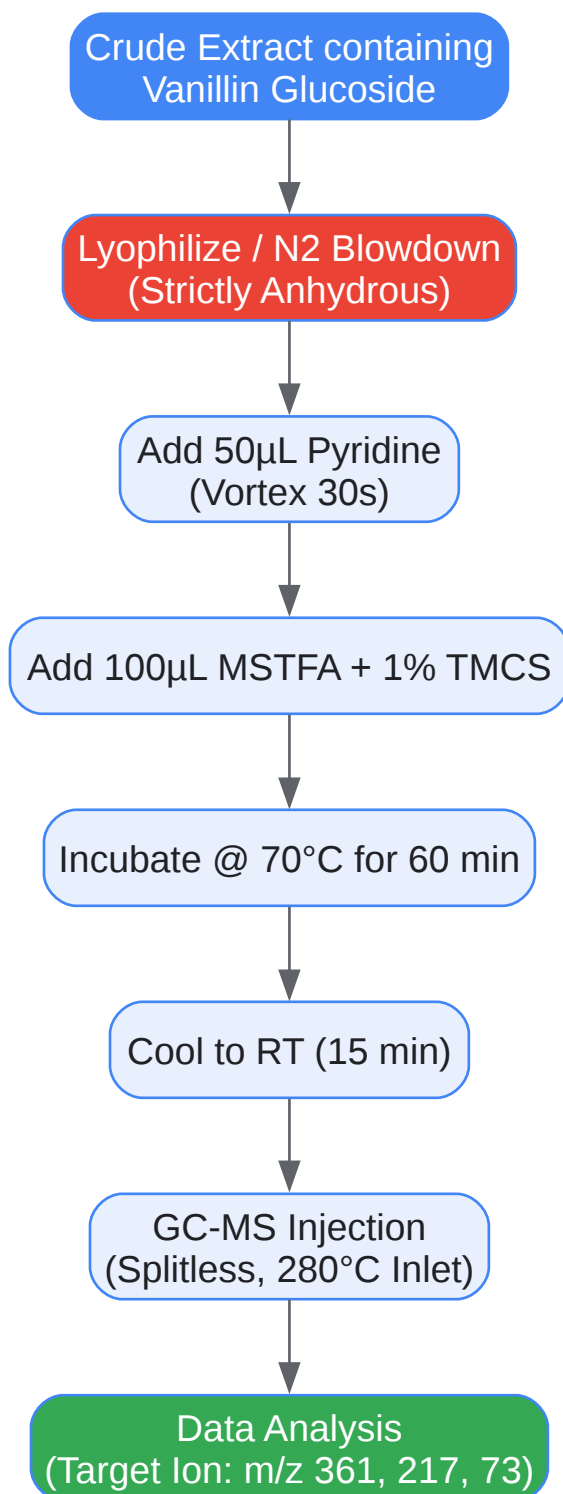 Crude Extract containing
Vanillin Glucoside
Lyophilize / N2 Blowdown
(Strictly Anhydrous)
Add 50µL Pyridine
(Vortex 30s)
Add 100µL MSTFA + 1% TMCS
Incubate @ 70°C for 60 min
Cool to RT (15 min)
GC-MS Injection
(Splitless, 280°C Inlet)
Data Analysis
(Target Ion: m/z 361, 217, 73)